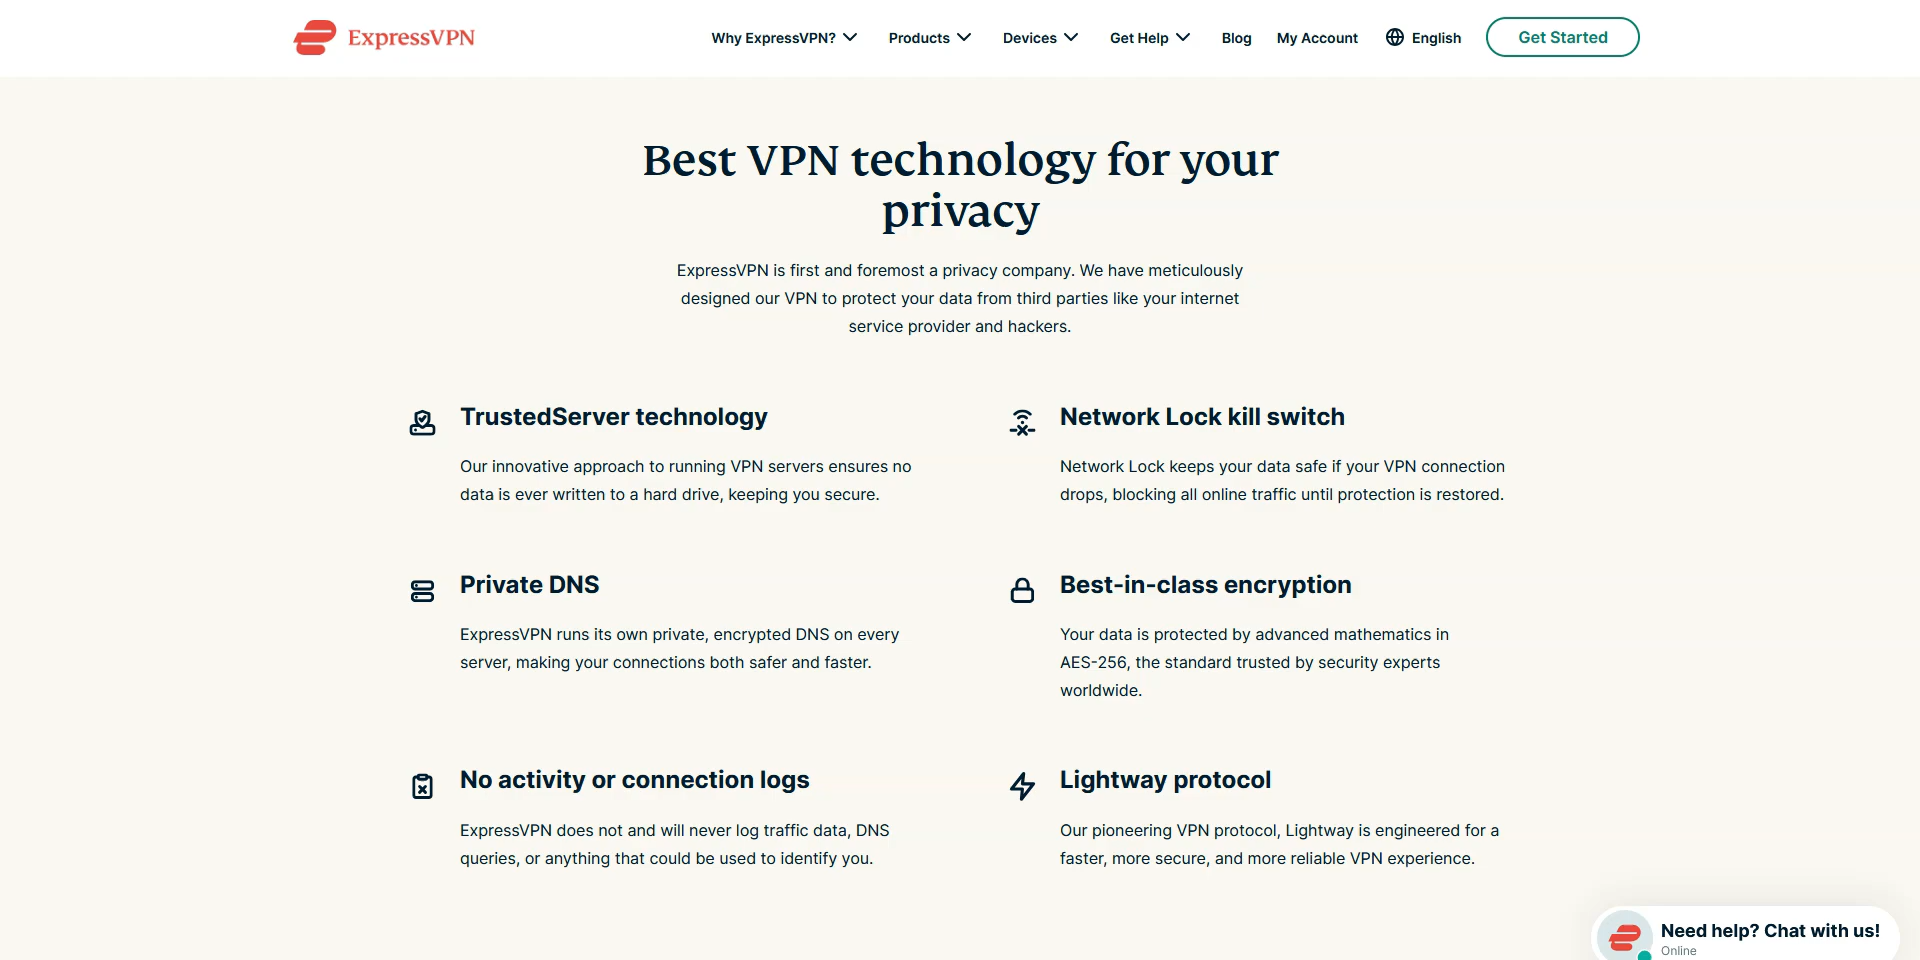 ExpressVPN
Why ExpressVPN?
Products
Devices
Get Help
Blog
My Account
English
Get Started
Best VPN technology for your
privacy
ExpressVPN is first and foremost a privacy company. We have meticulously
designed our VPN to protect your data from third parties like your internet
service provider and hackers.
TrustedServer technology
Our innovative approach to running VPN servers ensures no
data is ever written to a hard drive, keeping you secure.
Network Lock kill switch
Network Lock keeps your data safe if your VPN connection
drops, blocking all online traffic until protection is restored.
Private DNS
ExpressVPN runs its own private, encrypted DNS on every
server, making your connections both safer and faster.
Best-in-class encryption
Your data is protected by advanced mathematics in
AES-256, the standard trusted by security experts
worldwide.
No activity or connection logs
ExpressVPN does not and will never log traffic data, DNS
queries, or anything that could be used to identify you.
Lightway protocol
Our pioneering VPN protocol, Lightway is engineered for a
faster, more secure, and more reliable VPN experience.
Need help? Chat with us!
Online